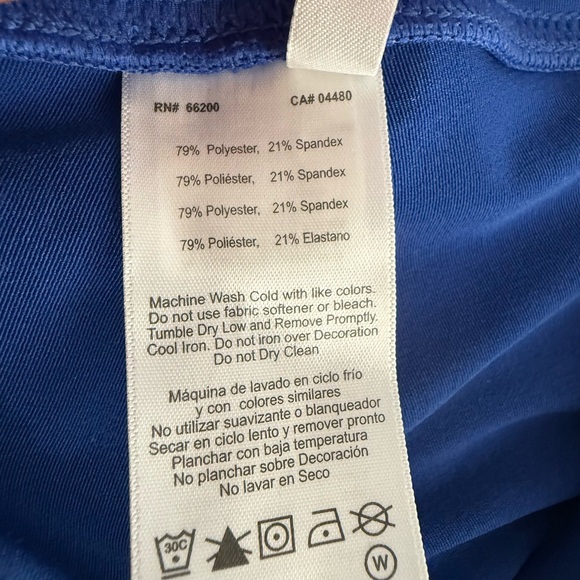 RN# 66200 CA# 04480
79% Polyester, 21% Spandex
79% Poliéster, 21% Spandex
79% Polyester, 21% Spandex
79% Poliéster, 21% Elastano
Machine Wash Cold with like colors.
Do not use fabric softener or bleach.
Tumble Dry Low and Remove Promptly.
Cool Iron. Do not iron over Decoration
Do not Dry Clean
Máquina de lavado en ciclo frío
y con colores similares
No utilizar suavizante o blanqueador
Secar en ciclo lento y remover pronto
Planchar con baja temperatura
No planchar sobre Decoración
No lavar en Seco
30C
W